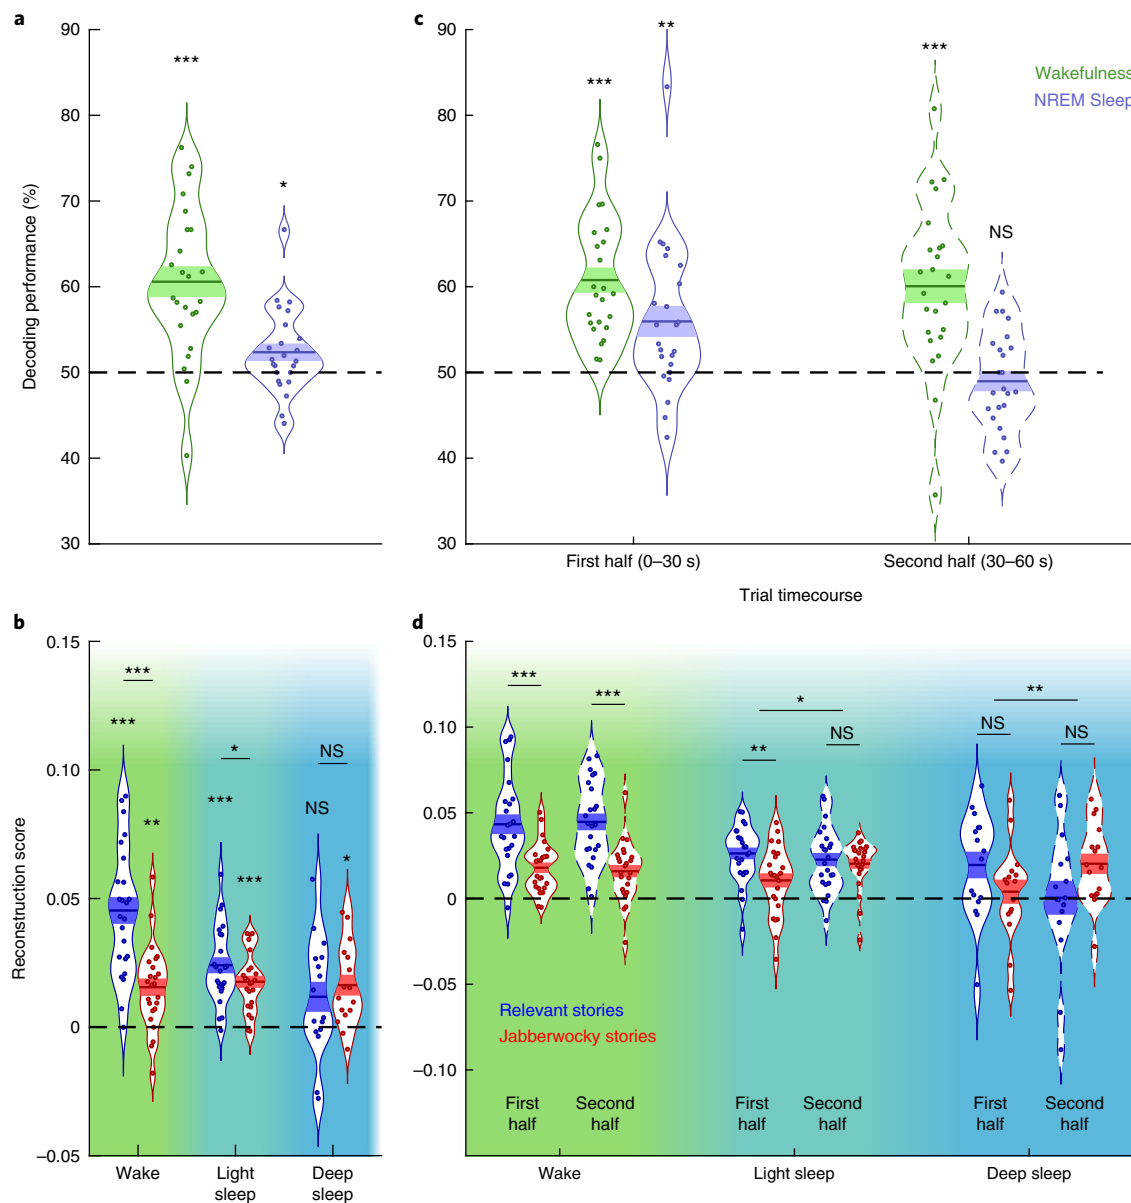 a
90
80
70
60
50
40
30
Decoding performance (%)
***
*
c
90
80
70
60
50
40
30
***
**
***
NS
Wakefulness
NREM Sleep
First half (0–30 s)
Second half (30–60 s)
Trial timecourse
b
0.15
0.10
0.05
0
–0.05
Reconstruction score
***
***
**
*
***
***
NS
NS
*
Wake
Light
sleep
Deep
sleep
d
0.15
0.10
0.05
0
–0.05
–0.10
***
***
*
**
NS
**
NS
NS
Relevant stories
Jabberwocky stories
First
half
Second
half
First
half
Second
half
First
half
Second
half
Wake
Light sleep
Deep sleep